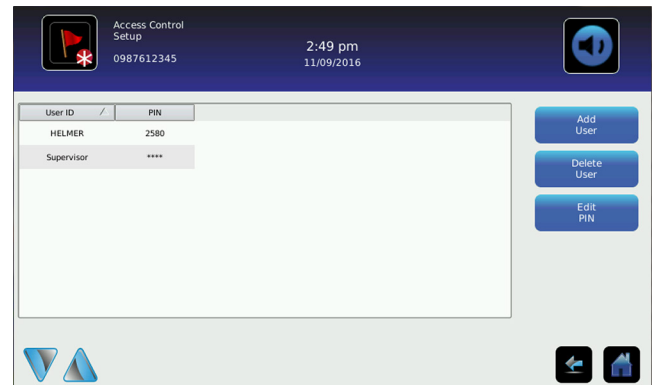 Access Control
Setup
0987612345
2:49 pm
11/09/2016
User ID PIN
HELMER 2580
Supervisor ****
Add
User
Delete
User
Edit
PIN